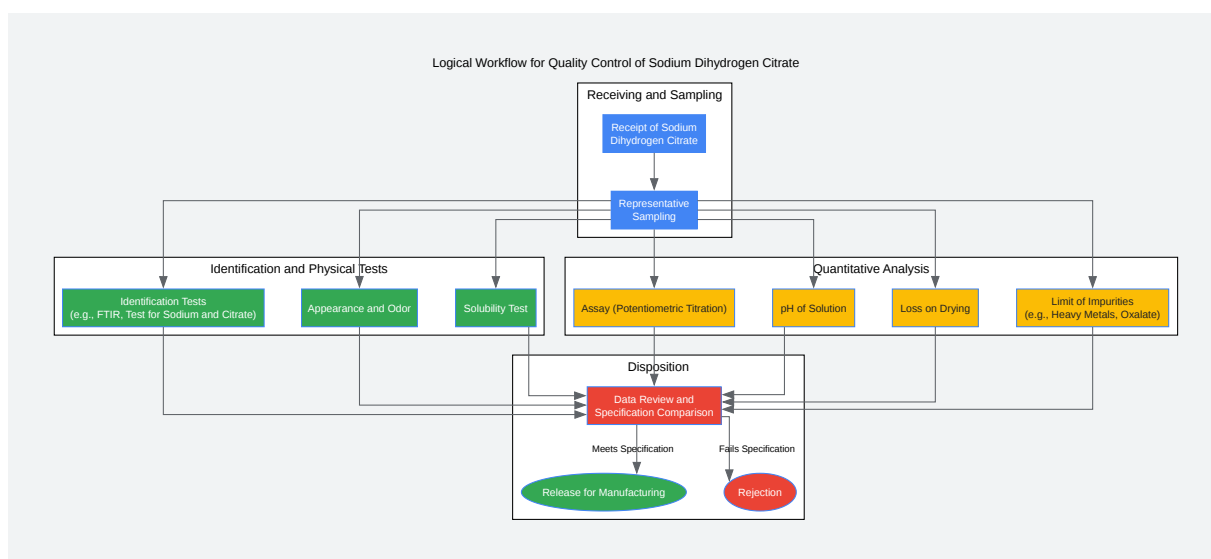 Logical Workflow for Quality Control of Sodium Dihydrogen Citrate
Receiving and Sampling
Receipt of Sodium
Dihydrogen Citrate
Representative
Sampling
Identification and Physical Tests
Quantitative Analysis
Identification Tests
(e.g., FTIR, Test for Sodium and Citrate)
Appearance and Odor
Solubility Test
Assay (Potentiometric Titration)
pH of Solution
Loss on Drying
Limit of Impurities
(e.g., Heavy Metals, Oxalate)
Disposition
Data Review and
Specification Comparison
Meets Specification
Fails Specification
Release for Manufacturing
Rejection